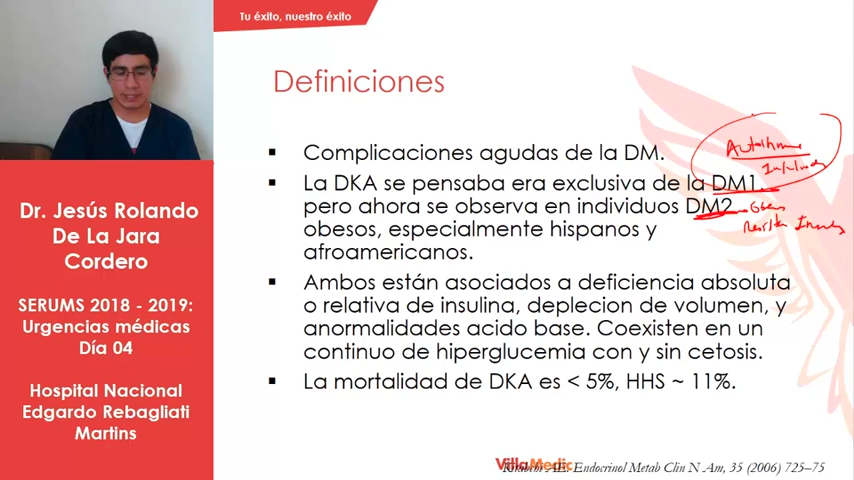 Tu éxito, nuestro éxito
Definiciones
Complicaciones agudas de la DM.
La DKA se pensaba era exclusiva de la DM1,
pero ahora se observa en individuos DM2
obesos, especialmente hispanos y
afroamericanos.
Ambos están asociados a deficiencia absoluta
o relativa de insulina, deplecion de volumen, y
anormalidades acido base. Coexisten en un
continuo de hiperglucemia con y sin cetosis.
La mortalidad de DKA es < 5%, HHS ~ 11%.
Dr. Jesús Rolando
De La Jara
Cordero
SERUMS 2018 - 2019:
Urgencias médicas
Día 04
Hospital Nacional
Edgardo Rebagliati
Martins
VillaMedic
AE. Endocrinol Metab Clin N Am, 35 (2006) 725–75